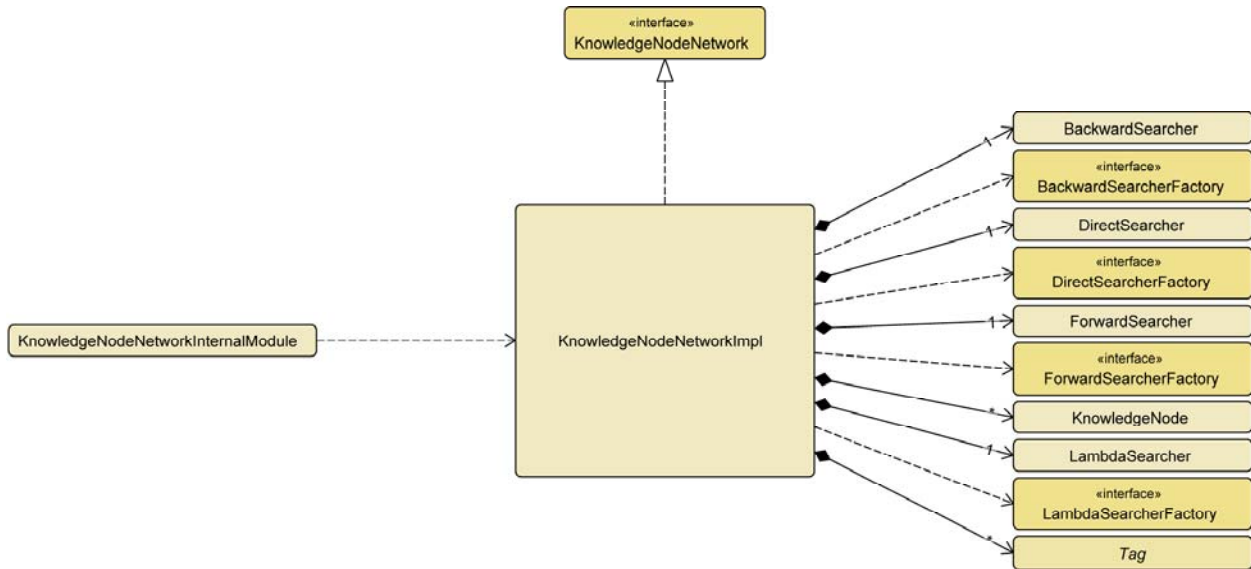 «interface»
KnowledgeNodeNetwork
KnowledgeNodeNetworkInternalModule
KnowledgeNodeNetworkImpl
1
BackwardSearcher
«interface»
BackwardSearcherFactory
1
DirectSearcher
«interface»
DirectSearcherFactory
1
ForwardSearcher
«interface»
ForwardSearcherFactory
*
KnowledgeNode
1
LambdaSearcher
«interface»
LambdaSearcherFactory
*
Tag